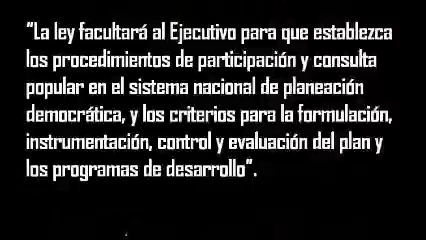 “La ley facultará al Ejecutivo para que establezca
los procedimientos de participación y consulta
popular en el sistema nacional de planeación
democrática, y los criterios para la formulación,
instrumentación, control y evaluación del plan y
los programas de desarrollo”.